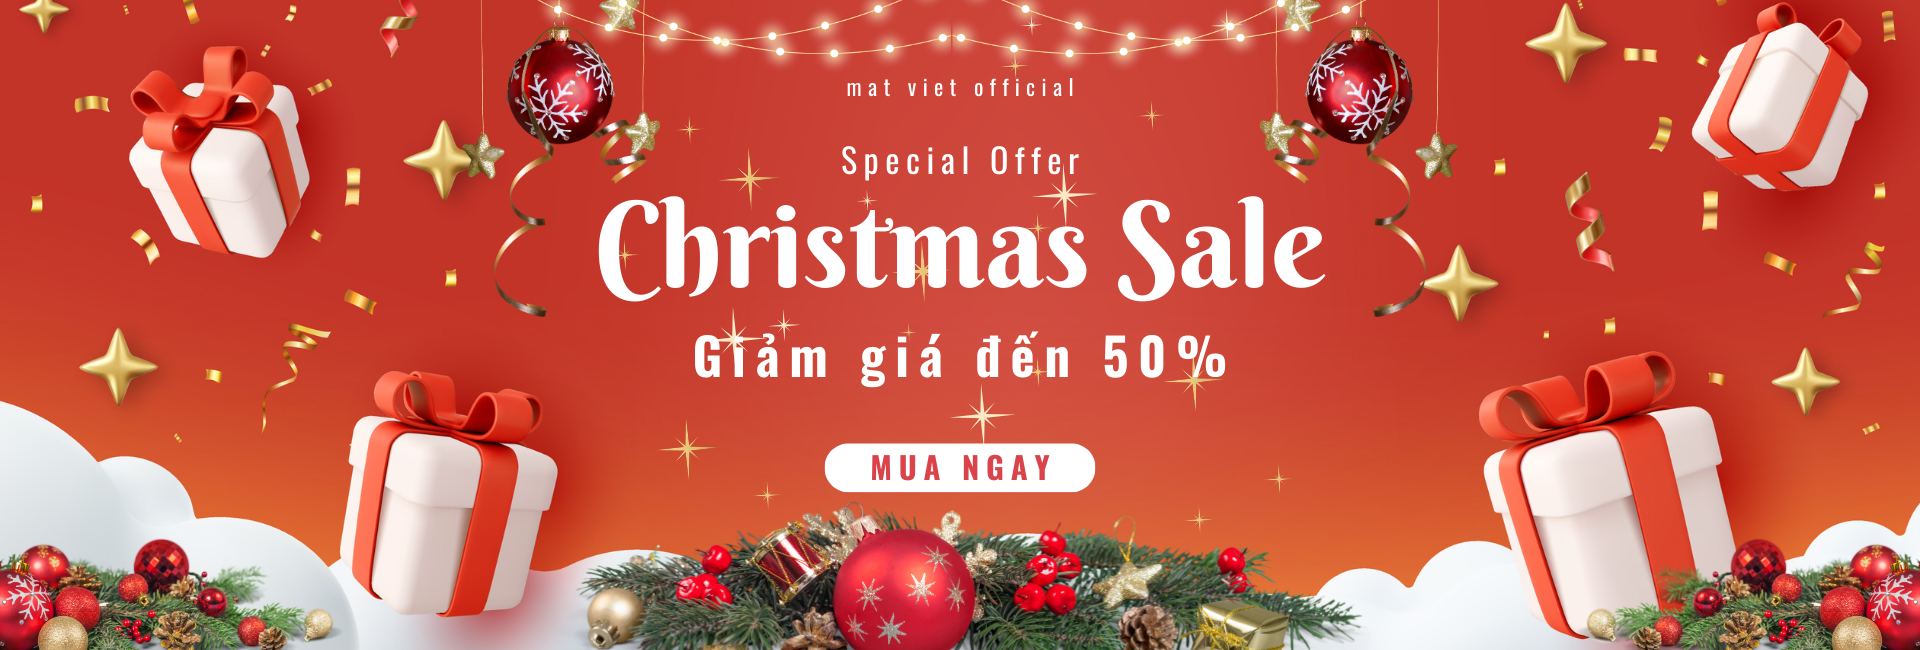 mat viet official
Special Offer
Christmas Sale
Giảm giá đến 50%
MUA NGAY